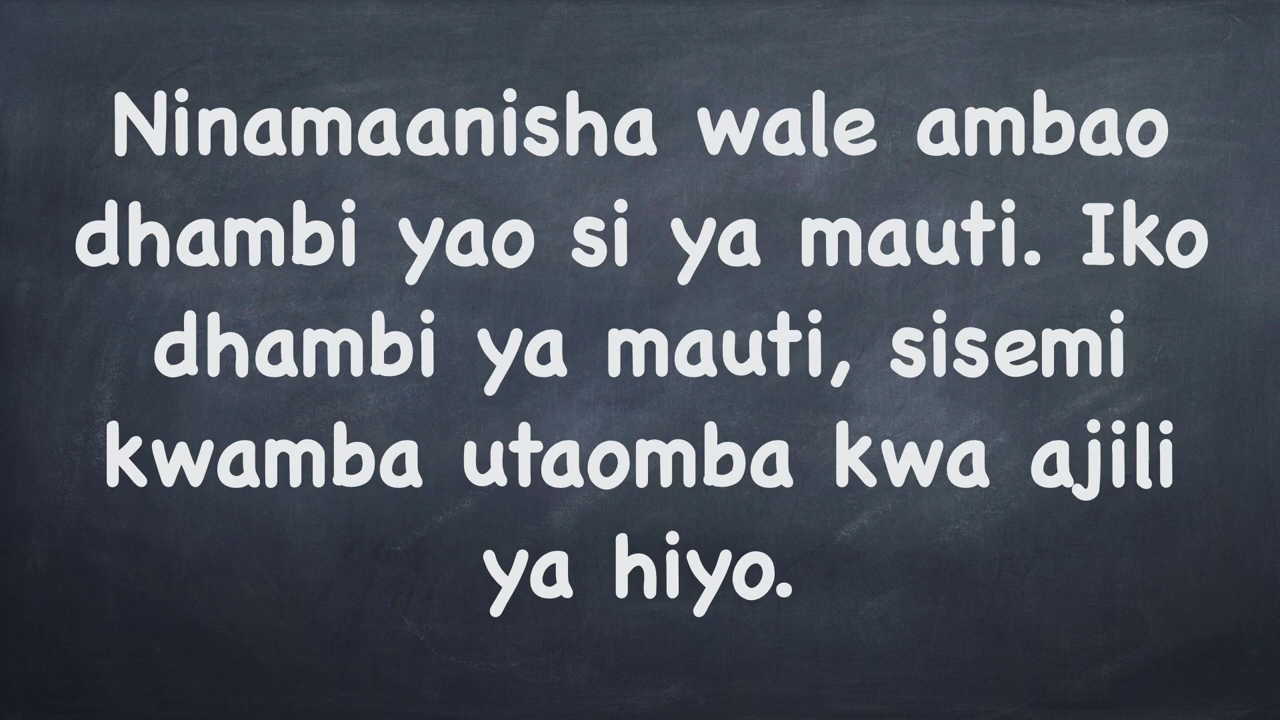 Ninamaanisha wale ambao
dhambi yao si ya mauti. Iko
dhambi ya mauti, sisemi
kwamba utaomba kwa ajili
ya hiyo.